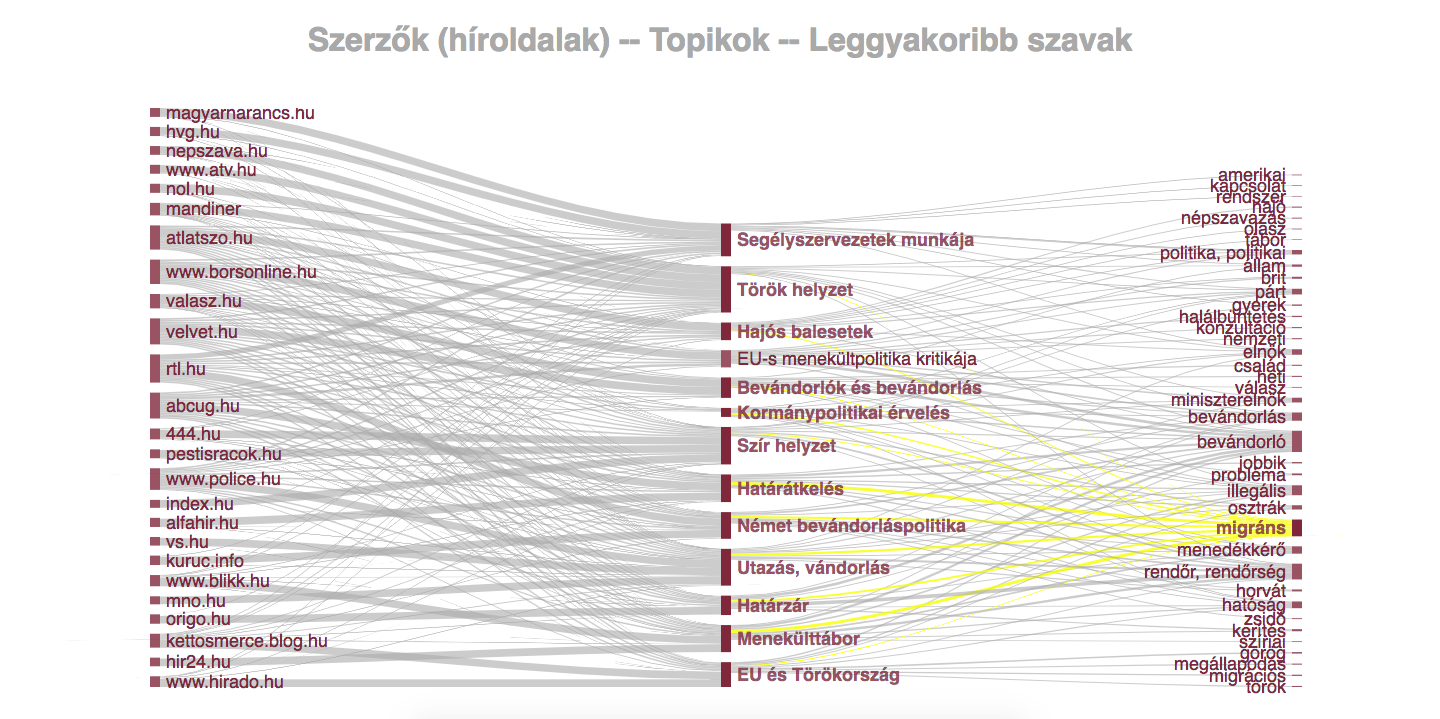 Szerzők (híroldalak) -- Topikok -- Leggyakoribb szavak
magyarnarancs.hu
hvg.hu
nepszava.hu
www.atv.hu
nol.hu
mandiner
atlatszo.hu
www.borsonline.hu
valasz.hu
velvet.hu
rtl.hu
abcug.hu
444.hu
pestisracok.hu
www.police.hu
index.hu
alfahir.hu
vs.hu
kuruc.info
www.blikk.hu
mno.hu
origo.hu
kettosmerce.blog.hu
hir24.hu
www.hirado.hu
Segélyszervezetek munkája
Török helyzet
Hajós balesetek
EU-s menekültpolitika kritikája
Bevándorlók és bevándorlás
Kormánypolitikai érvelés
Szír helyzet
Határátkelés
Német bevándorláspolitika
Utazás, vándorlás
Határzár
Menekülttábor
EU és Törökország
amerikai
kapcsolat
rendszer
hajó
népszavazás
olasz
tábor
politika, politikai
állam
brit
párt
gyerek
halálbüntetés
konzultáció
nemzeti
elnök
család
heti
válasz
miniszterelnök
bevándorlás
bevándorló
jobbik
probléma
illegális
osztrák
migráns
menedékkérő
rendőr, rendőrség
horvát
hatóság
zsidó
kerítés
szíriai
görög
megállapodás
migrációs
török